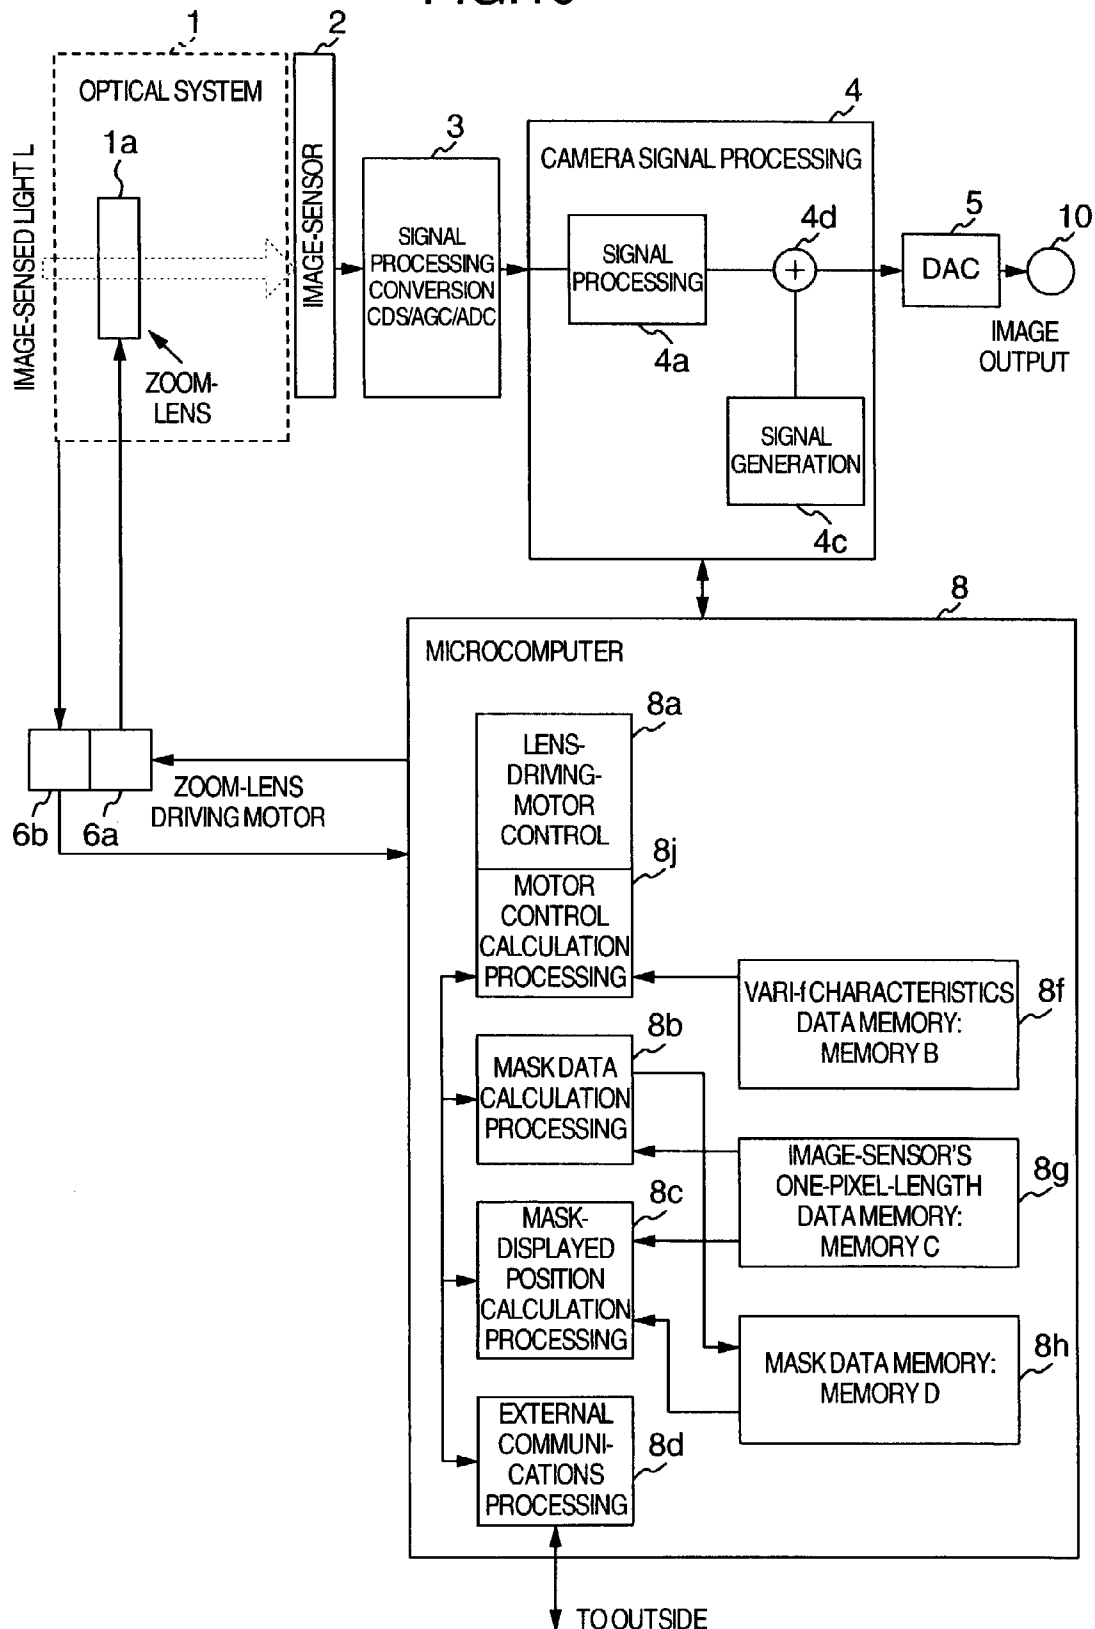 1
2
OPTICAL SYSTEM
1a
IMAGE-SENSED LIGHT L
IMAGE-SENSOR
ZOOM-
LENS
3
SIGNAL
PROCESSING
CONVERSION
CDS/AGC/ADC
4
CAMERA SIGNAL PROCESSING
SIGNAL
PROCESSING
4a
4d
+
SIGNAL
GENERATION
4c
5
DAC
10
IMAGE
OUTPUT
8
MICROCOMPUTER
8a
LENS-
DRIVING-
MOTOR
CONTROL
ZOOM-LENS
DRIVING MOTOR
6b
6a
8j
MOTOR
CONTROL
CALCULATION
PROCESSING
VARI-f CHARACTERISTICS
DATA MEMORY:
MEMORY B
8f
8b
MASK DATA
CALCULATION
PROCESSING
IMAGE-SENSOR'S
ONE-PIXEL-LENGTH
DATA MEMORY:
MEMORY C
8g
8c
MASK-
DISPLAYED
POSITION
CALCULATION
PROCESSING
MASK DATA MEMORY:
MEMORY D
8h
EXTERNAL
COMMUNI-
CATIONS
PROCESSING
8d
TO OUTSIDE